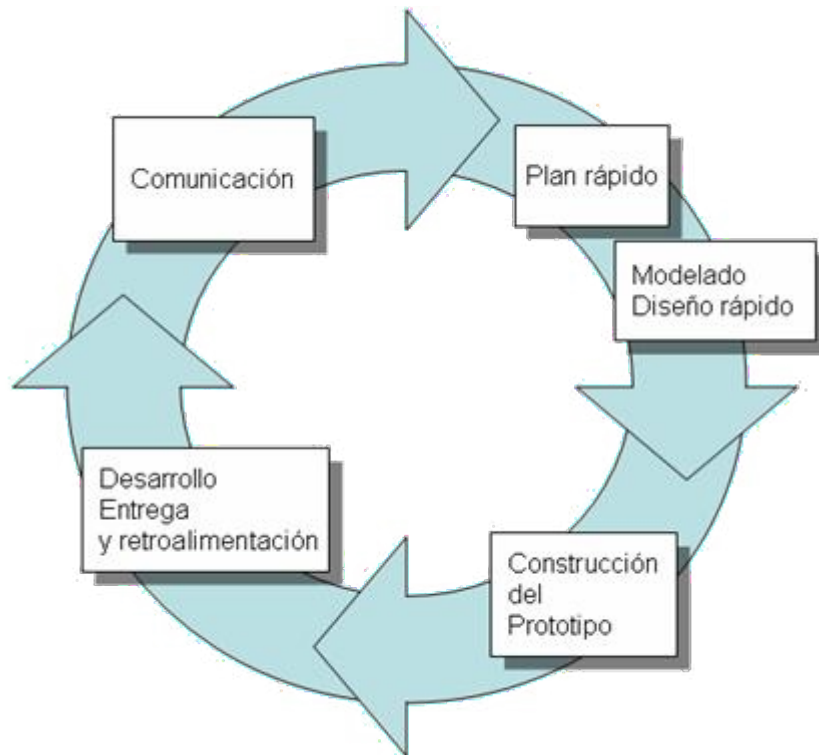 Comunicación
Plan rápido
Modelado
Diseño rápido
Construcción
del
Prototipo
Desarrollo
Entrega
y retroalimentación